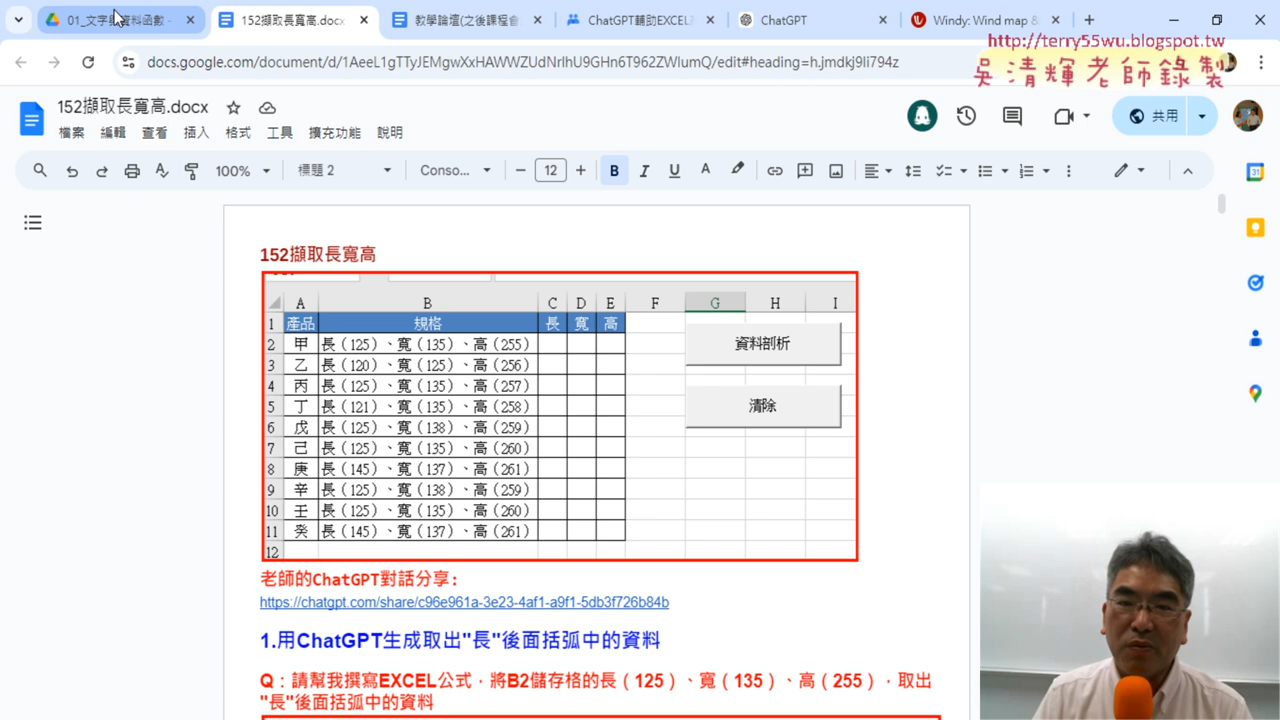 01_文字與資料函數 -
152擷取長寬高.docx
教學論壇(之後課程會
ChatGPT輔助EXCEL
ChatGPT
Windy: Wind map &
docs.google.com/document/d/1AeeL1gTTyJEMgwXxHAWWZUdNrlhU9GHn6T962ZWlumQ/edit#heading=h.jmdkj9li794z
http://terry55wu.blogspot.tw
吳清輝老師錄製
152擷取長寬高.docx
檔案 編輯 查看 插入 格式 工具 擴充功能 說明
共用
100% 標題 2 Conso... 12 B I U A
31
152擷取長寬高
A B C D E F G H I
1 產品 規格 長 寬 高
2 甲 長（125）、寬（135）、高（255）
資料剖析
3 乙 長（120）、寬（125）、高（256）
4 丙 長（125）、寬（135）、高（257）
5 丁 長（121）、寬（135）、高（258）
清除
6 戊 長（125）、寬（138）、高（259）
7 己 長（125）、寬（135）、高（260）
8 庚 長（145）、寬（137）、高（261）
9 辛 長（125）、寬（138）、高（259）
10 壬 長（125）、寬（135）、高（260）
11 癸 長（145）、寬（137）、高（261）
12
老師的ChatGPT對話分享:
https://chatgpt.com/share/c96e961a-3e23-4af1-a9f1-5db3f726b84b
1.用ChatGPT生成取出"長"後面括弧中的資料
Q：請幫我撰寫EXCEL公式，將B2儲存格的長（125）、寬（135）、高（255），取出
"長"後面括弧中的資料